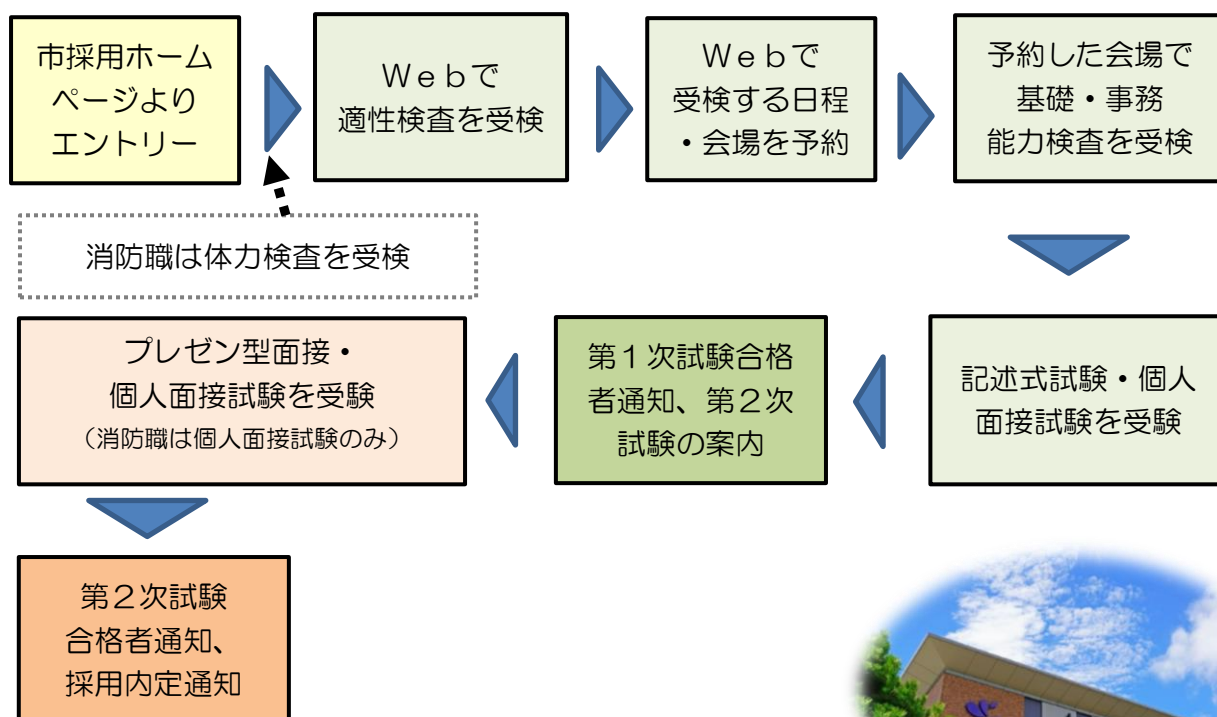 市採用ホーム
ページより
エントリー
Ｗｅｂで
適性検査を受検
Ｗｅｂで
受検する日程
・会場を予約
予約した会場で
基礎・事務
能力検査を受検
消防職は体力検査を受検
記述式試験・個人
面接試験を受験
第１次試験合格
者通知、第２次
試験の案内
プレゼン型面接・
個人面接試験を受験
（消防職は個人面接試験のみ）
第２次試験
合格者通知、
採用内定通知